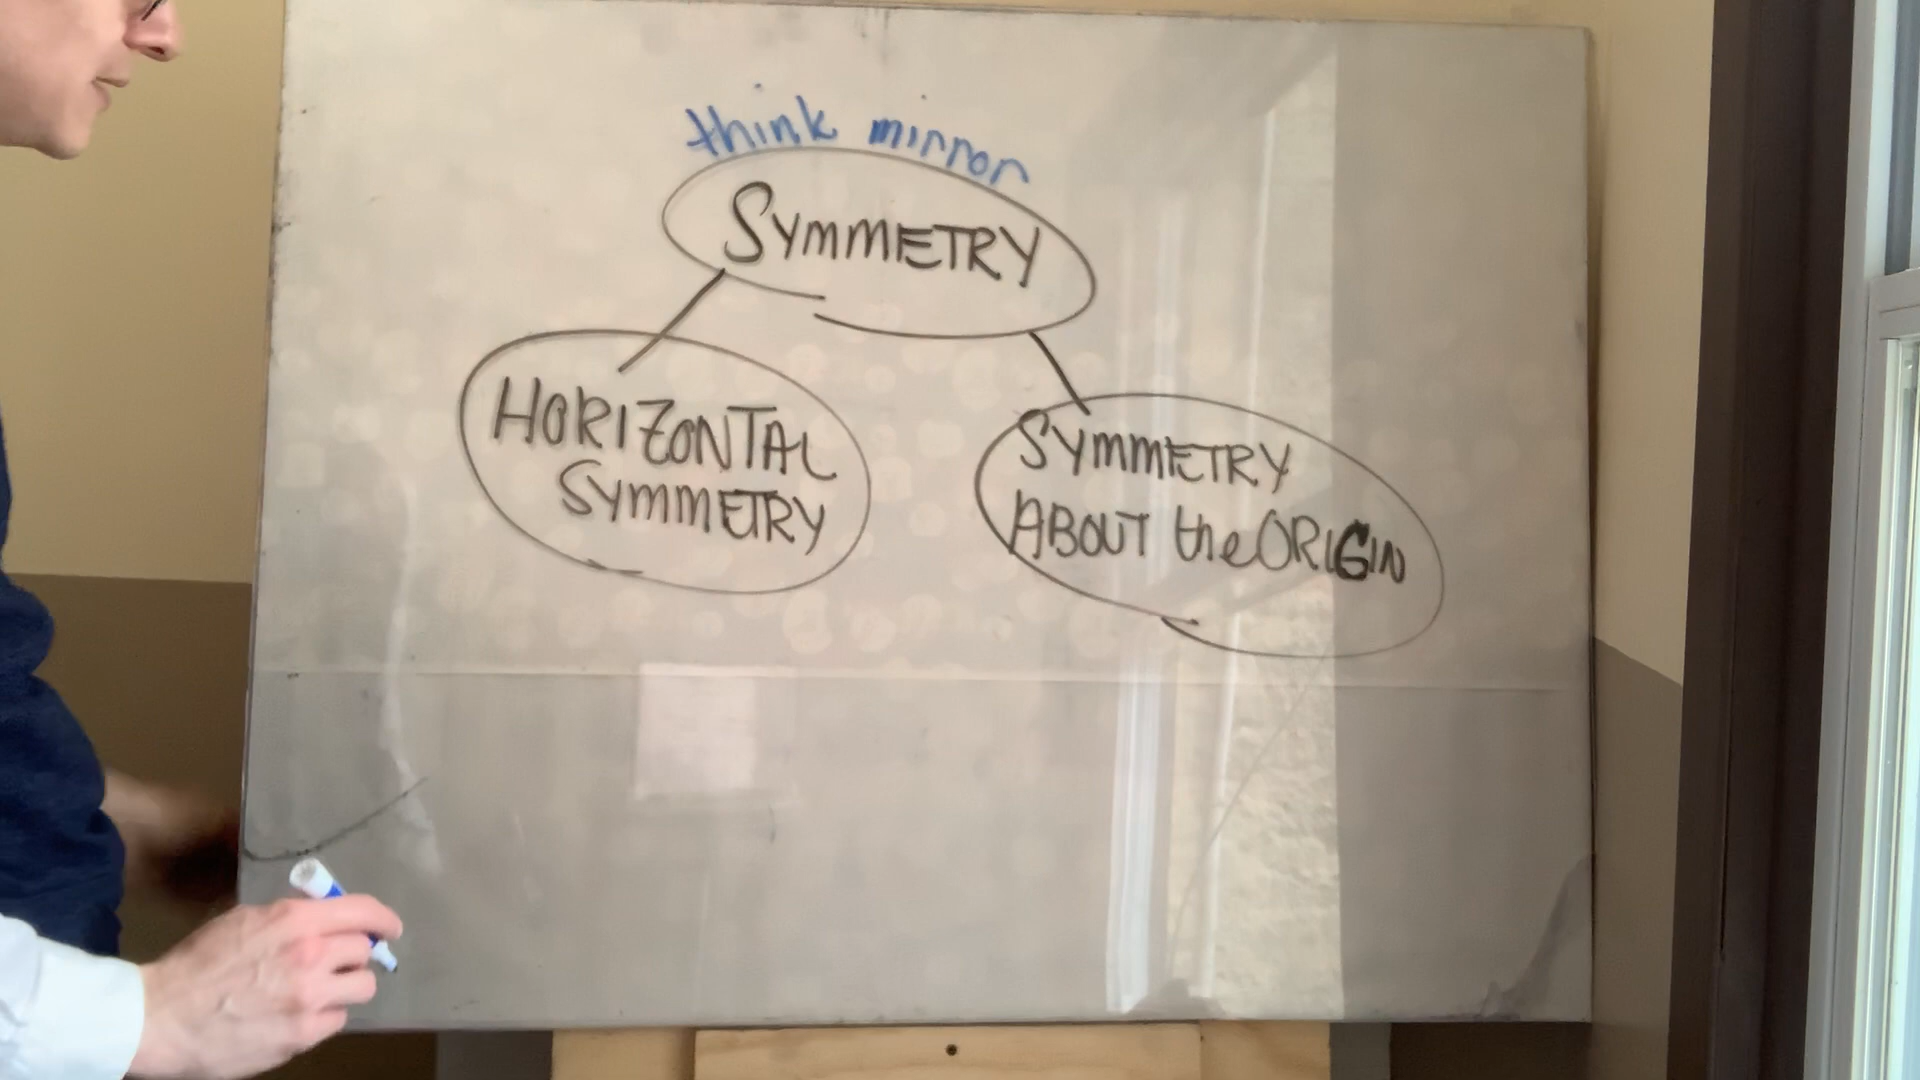 think mirror
SYMMETRY
HORIZONTAL
SYMMETRY
SYMMETRY
ABOUT the ORIGIN